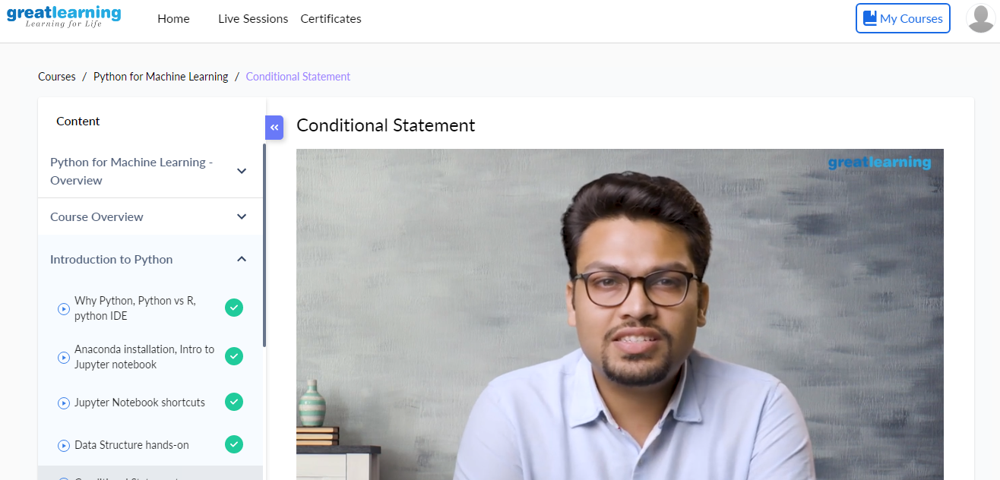 greatlearning
Learning for Life
Home
Live Sessions
Certificates
My Courses
Courses / Python for Machine Learning / Conditional Statement
Content
Python for Machine Learning -
Overview
Course Overview
Introduction to Python
Why Python, Python vs R,
python IDE
Anaconda installation, Intro to
Jupyter notebook
Jupyter Notebook shortcuts
Data Structure hands-on
Conditional Statement
Conditional Statement
greatlearning